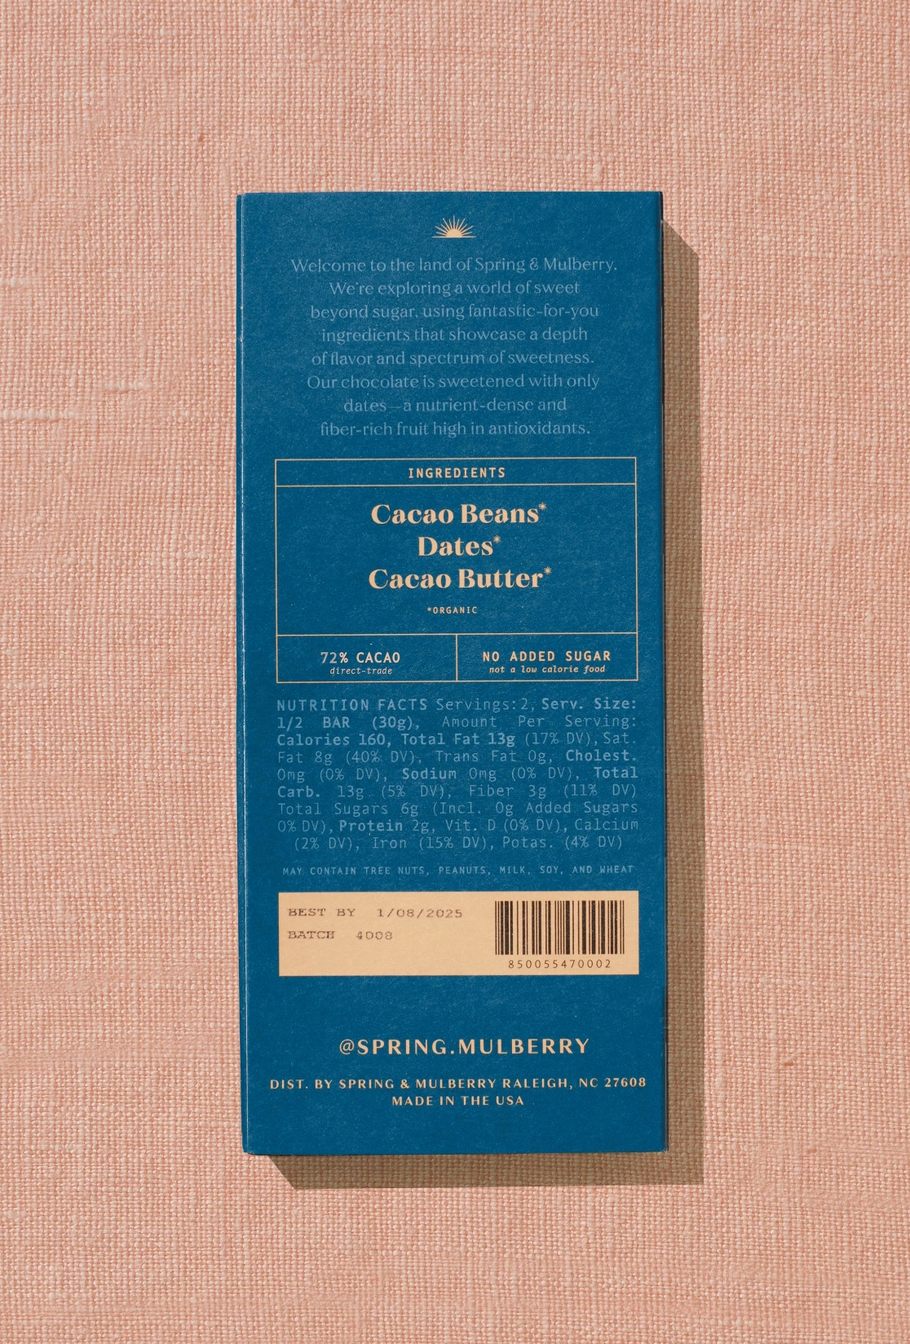 Welcome to the land of Spring & Mulberry.
We're exploring a world of sweet
beyond sugar, using fantastic-for-you
ingredients that showcase a depth
of flavor and spectrum of sweetness.
Our chocolate is sweetened with only
dates—a nutrient-dense and
fiber-rich fruit high in antioxidants.
INGREDIENTS
Cacao Beans*
Dates*
Cacao Butter*
*ORGANIC
72% CACAO
direct-trade
NO ADDED SUGAR
not a low calorie food
NUTRITION FACTS Servings: 2, Serv. Size:
1/2 BAR (30g), Amount Per Serving:
Calories 160, Total Fat 13g (17% DV), Sat.
Fat 8g (40% DV), Trans Fat 0g, Cholest.
0mg (0% DV), Sodium 0mg (0% DV), Total
Carb. 13g (5% DV), Fiber 3g (11% DV)
Total Sugars 6g (Incl. 0g Added Sugars
0% DV), Protein 2g, Vit. D (0% DV), Calcium
(2% DV), Iron (15% DV), Potas. (4% DV)
MAY CONTAIN TREE NUTS, PEANUTS, MILK, SOY, AND WHEAT
BEST BY 1/08/2025
BATCH 4008
850055470002
@SPRING.MULBERRY
DIST. BY SPRING & MULBERRY RALEIGH, NC 27608
MADE IN THE USA